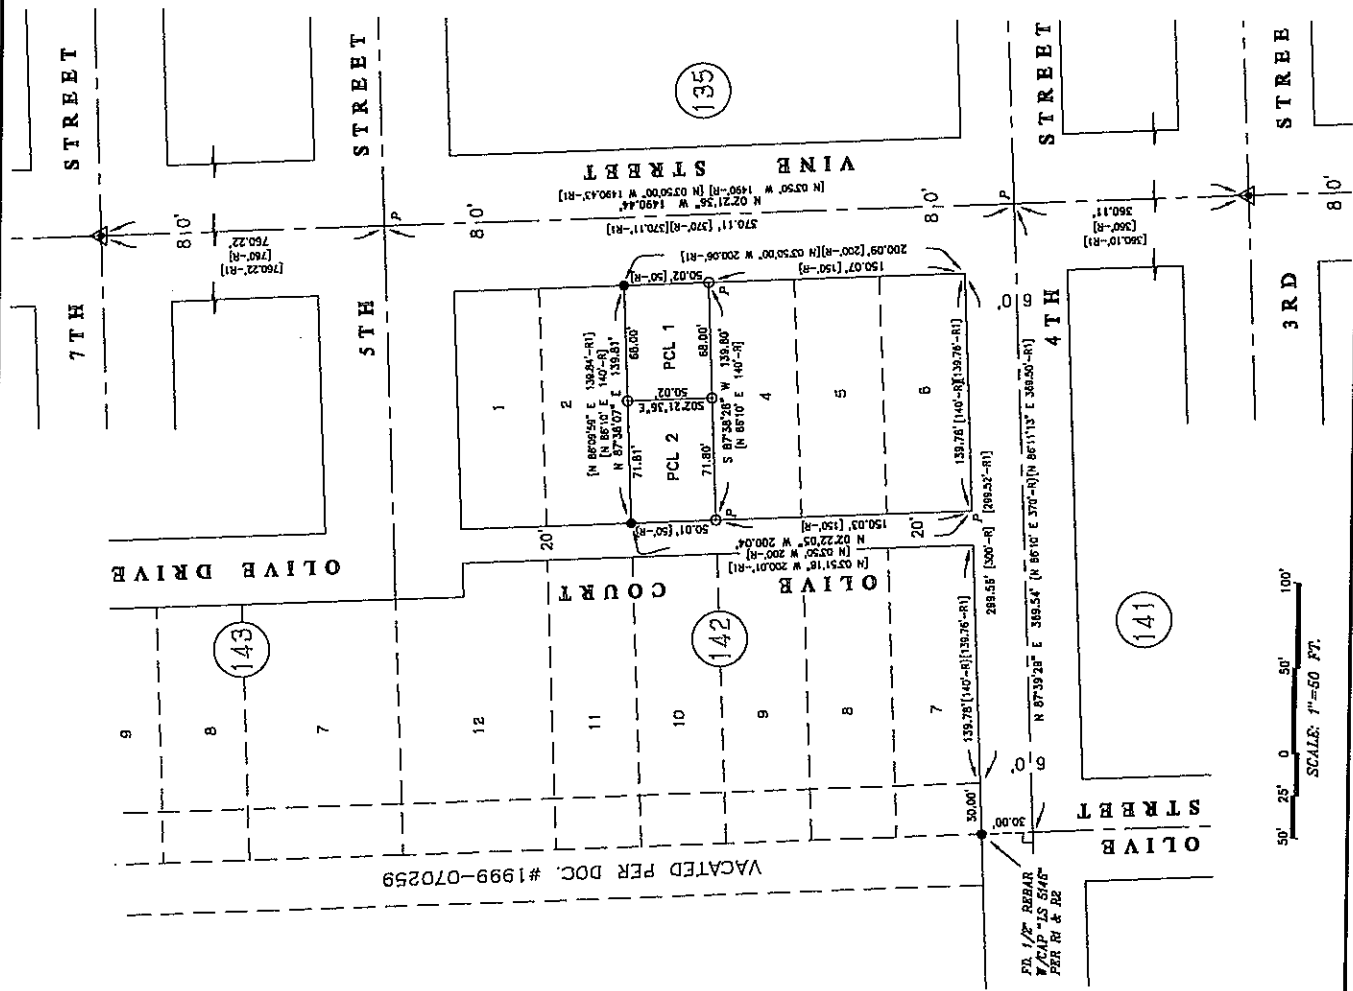 7TH STREET
5TH STREET
4TH STREET
3RD STREE
VINE STREET
OLIVE DRIVE
OLIVE COURT
OLIVE STREET
135
143
142
141
80'
[760.22'-R1]
[760'-R]
760.22'
P
80'
[N 03'50' W 1490'-R] [N 03'50'00" W 1490.43'-R1]
N 02'21'36" W 1490.44'
370.11' [370'-R][370.11'-R1]
80'
P
[360.10'-R1]
[360'-R]
360.11'
80'
200.09' [200'-R][N 03'50'00" W 200.06'-R1]
50.02' [50'-R]
150.07' [150'-R]
1
2
[N 86'09'59" E 139.84'-R1]
[N 86'10' E 140'-R]
N 87'38'07" E 139.81'
71.81'
68.00'
PCL 2
PCL 1
S02'21'36"E
50.02'
71.80'
68.00'
P
P
S 87'38'28" W 139.80'
[N 86'10' E 140'-R]
4
5
6
139.78' [140'-R][139.76'-R1]
P
20'
20'
50.01' [50'-R]
150.03' [150'-R]
N 02'22'05" W 200.04'
[N 03'50' W 200'-R]
[N 03'51'18" W 200.01'-R1]
9
8
7
12
11
10
9
8
7
139.78' [140'-R][139.76'-R1]
299.56' [300'-R] [299.52'-R1]
60'
60'
N 87'39'28" E 389.54' [N 86'10' E 370'-R][N 86'11'13" E 389.50'-R1]
30.00'
30.00'
VACATED PER DOC. #1999-070259
FD. 1/2" REBAR
W/CAP "LS 5146"
PER R1 & R2
50' 25' 0 50' 100'
SCALE: 1"=50 FT.